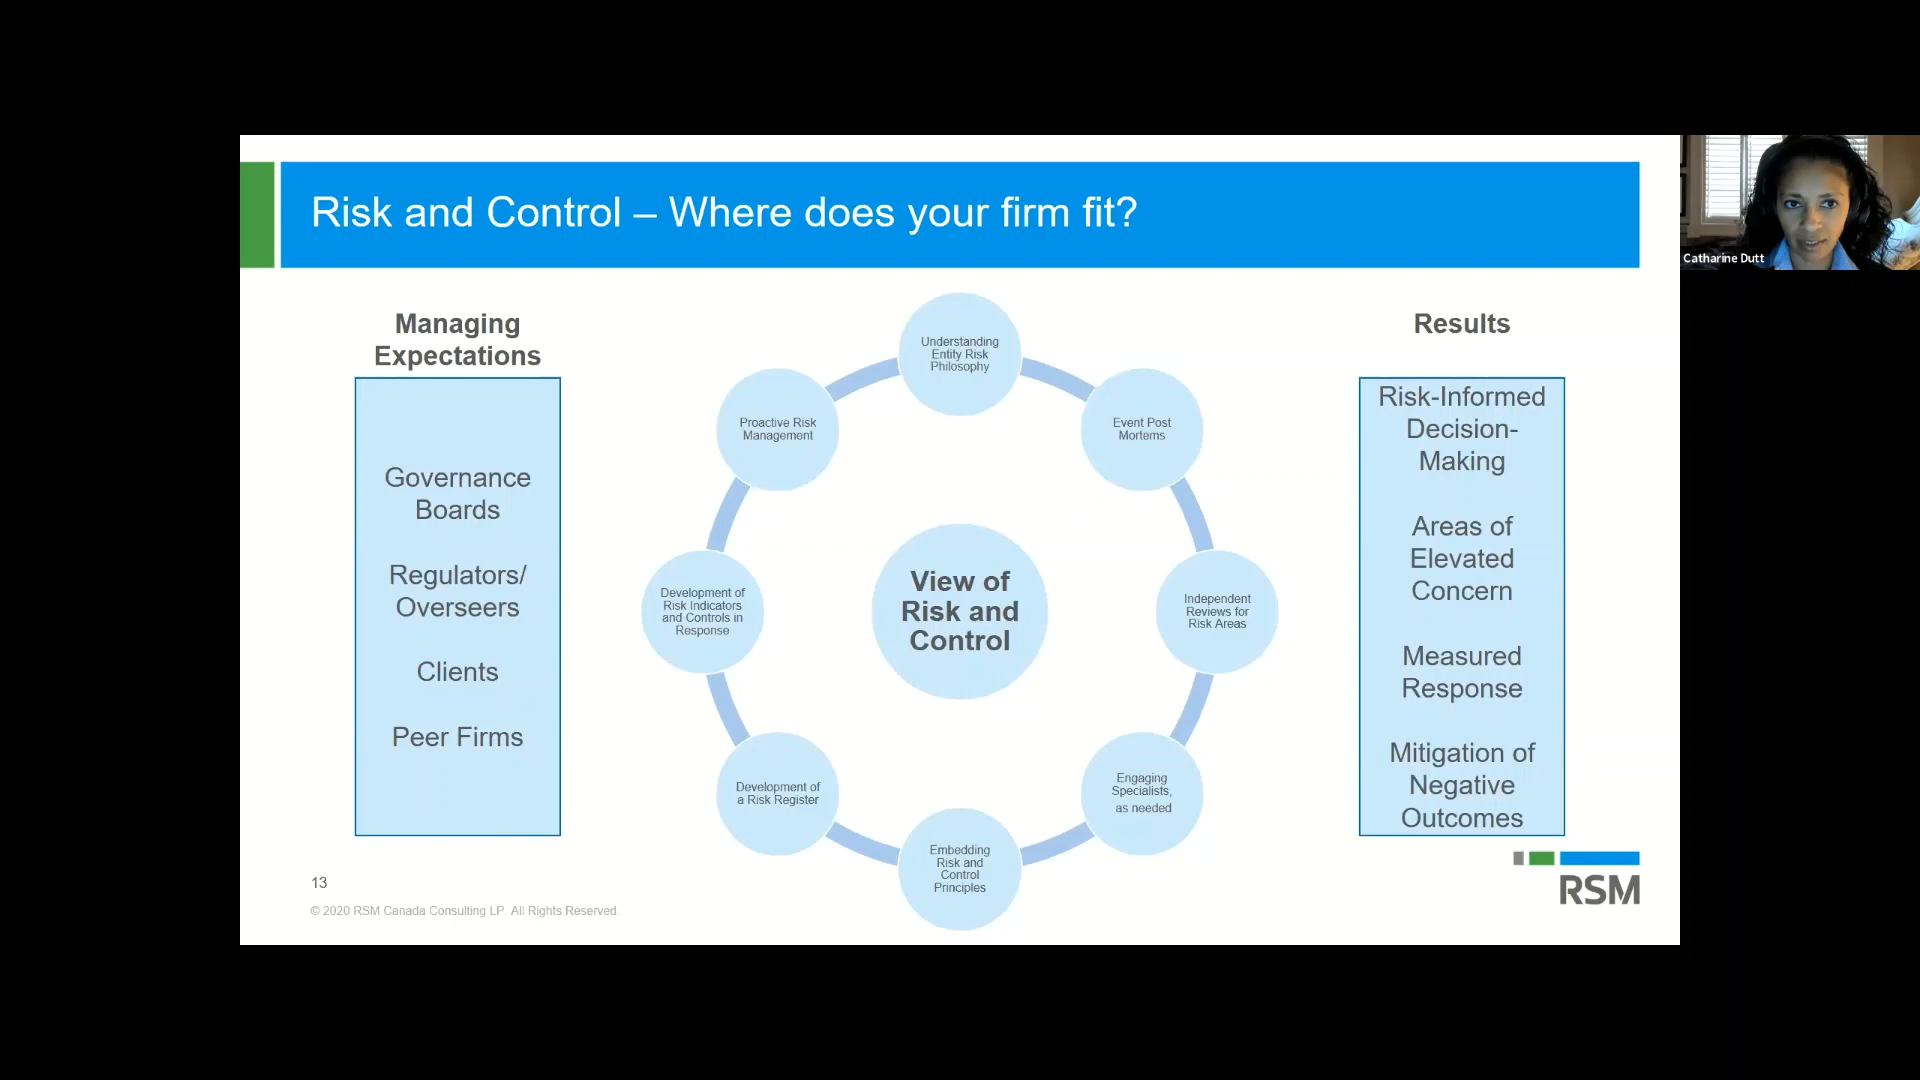 Risk and Control – Where does your firm fit?
Catharine Dutt
Managing
Expectations
Governance
Boards
Regulators/
Overseers
Clients
Peer Firms
Understanding
Entity Risk
Philosophy
Event Post
Mortems
Independent
Reviews for
Risk Areas
Engaging
Specialists,
as needed
Embedding
Risk and
Control
Principles
Development of
a Risk Register
Development of
Risk Indicators
and Controls in
Response
Proactive Risk
Management
View of
Risk and
Control
Results
Risk-Informed
Decision-
Making
Areas of
Elevated
Concern
Measured
Response
Mitigation of
Negative
Outcomes
13
© 2020 RSM Canada Consulting LP. All Rights Reserved.
RSM